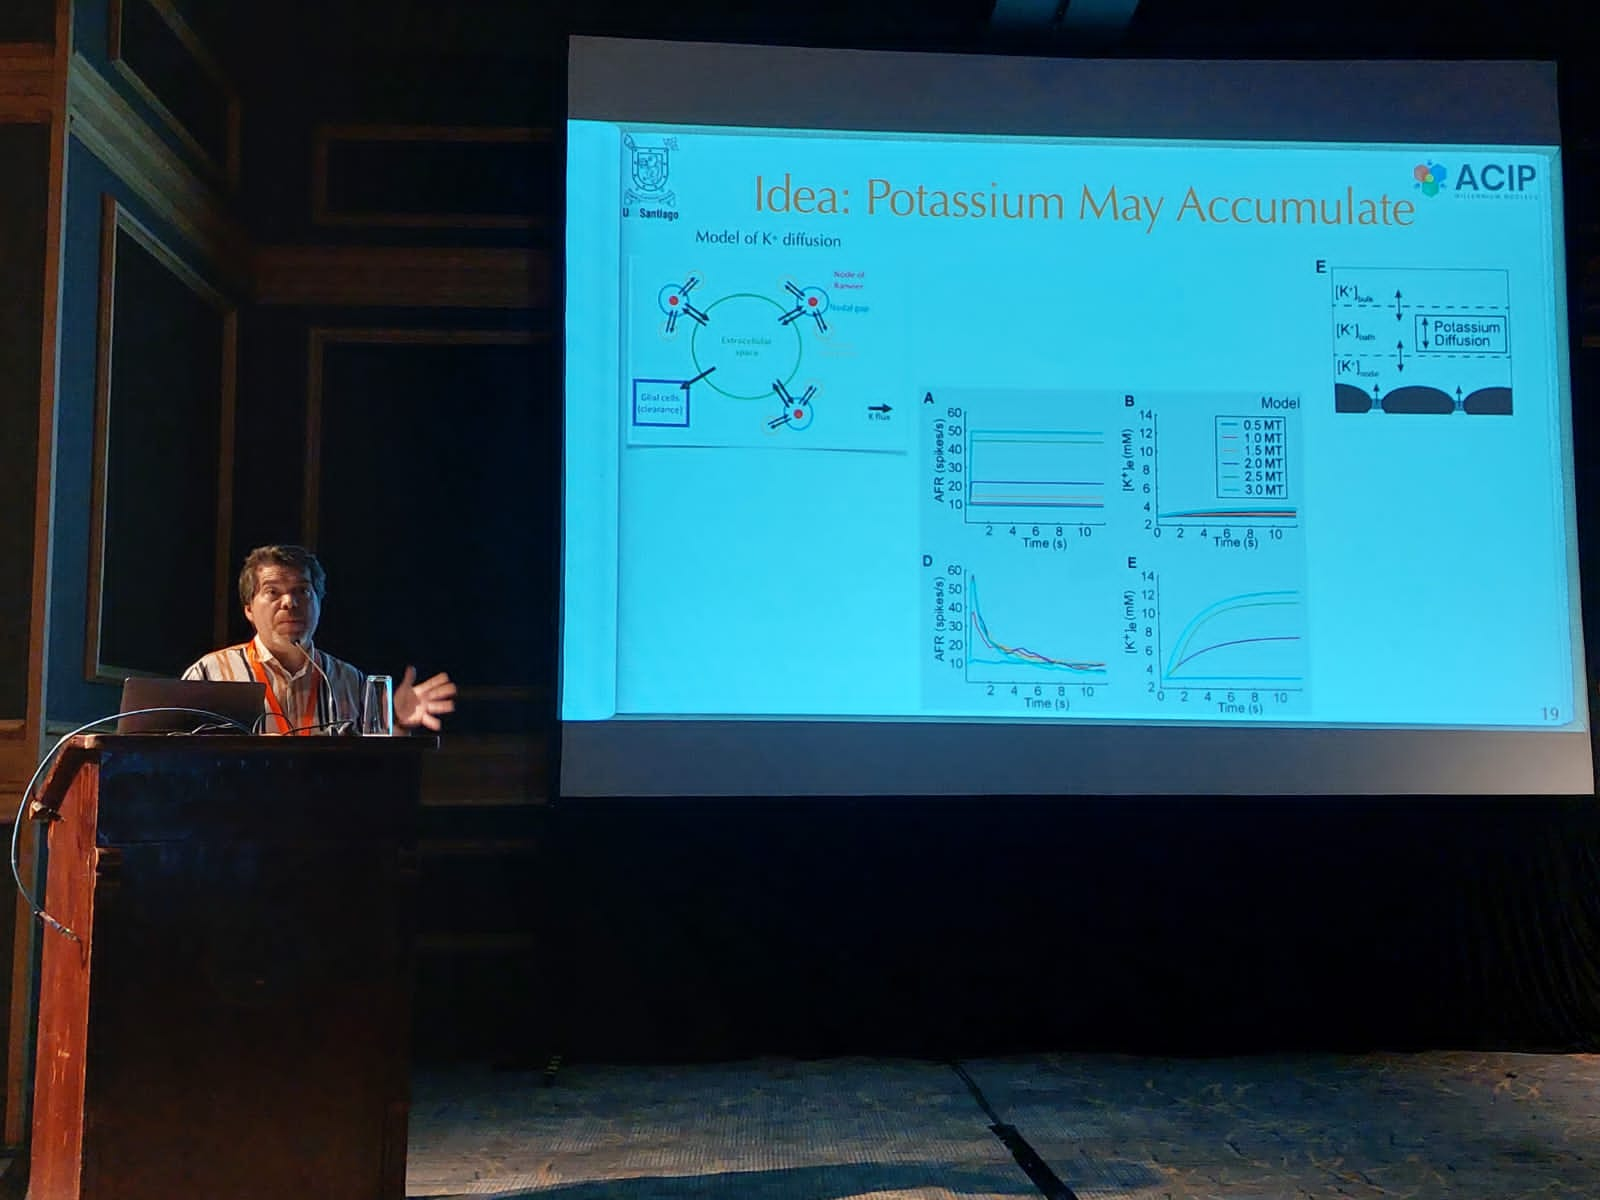 U Santiago
Idea: Potassium May Accumulate
ACIP
MILLENNIUM NUCLEUS
Model of K⁺ diffusion
Node of
Ranvier
Nodal gap
Extracellular
space
Glial cells
(clearance)
K flux
A
AFR (spikes/s)
60
50
40
30
20
10
2 4 6 8 10
Time (s)
B
Model
[K⁺]e (mM)
14
12
10
8
6
4
2
0.5 MT
1.0 MT
1.5 MT
2.0 MT
2.5 MT
3.0 MT
0 2 4 6 8 10
Time (s)
D
AFR (spikes/s)
60
50
40
30
20
10
2 4 6 8 10
Time (s)
E
[K⁺]e (mM)
14
12
10
8
6
4
2
0 2 4 6 8 10
Time (s)
E
[K⁺]bulk
[K⁺]bath
[K⁺]node
Potassium
Diffusion
19